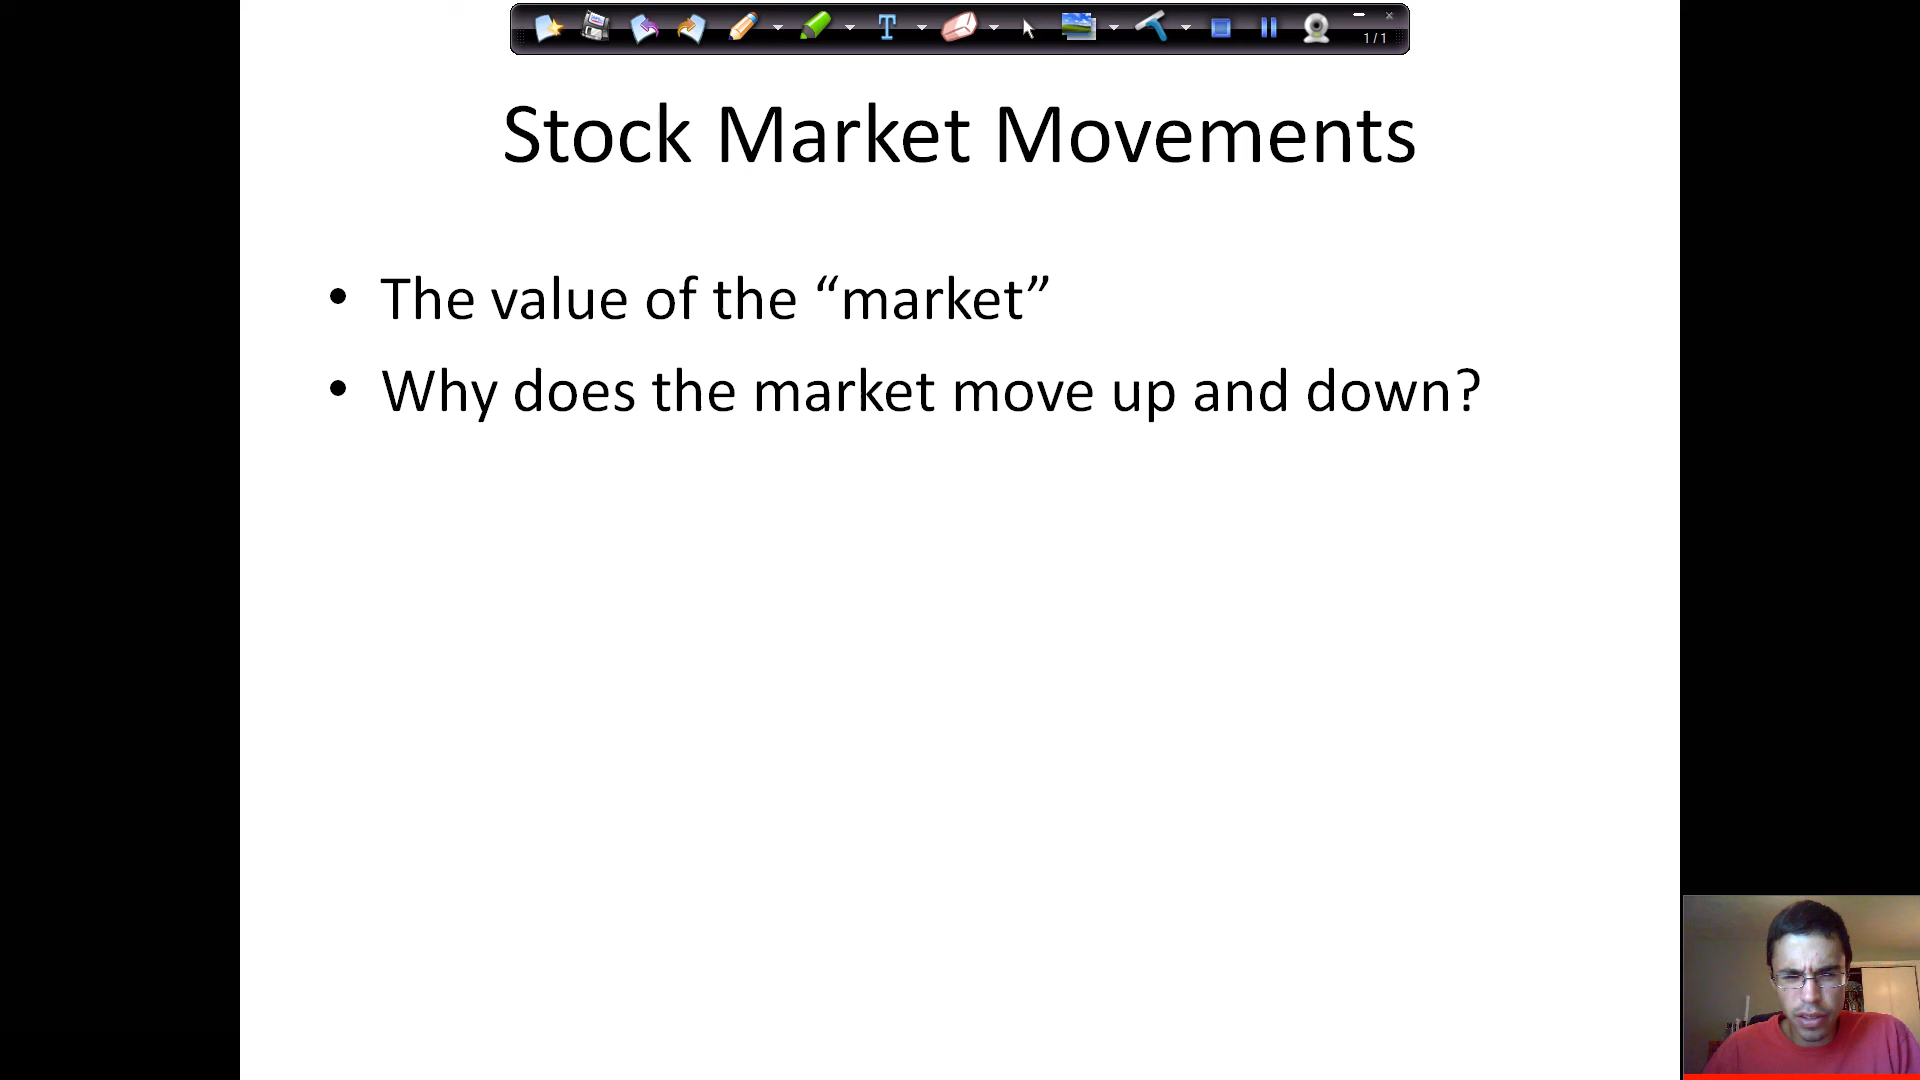 1/1
Stock Market Movements
• The value of the “market”
• Why does the market move up and down?